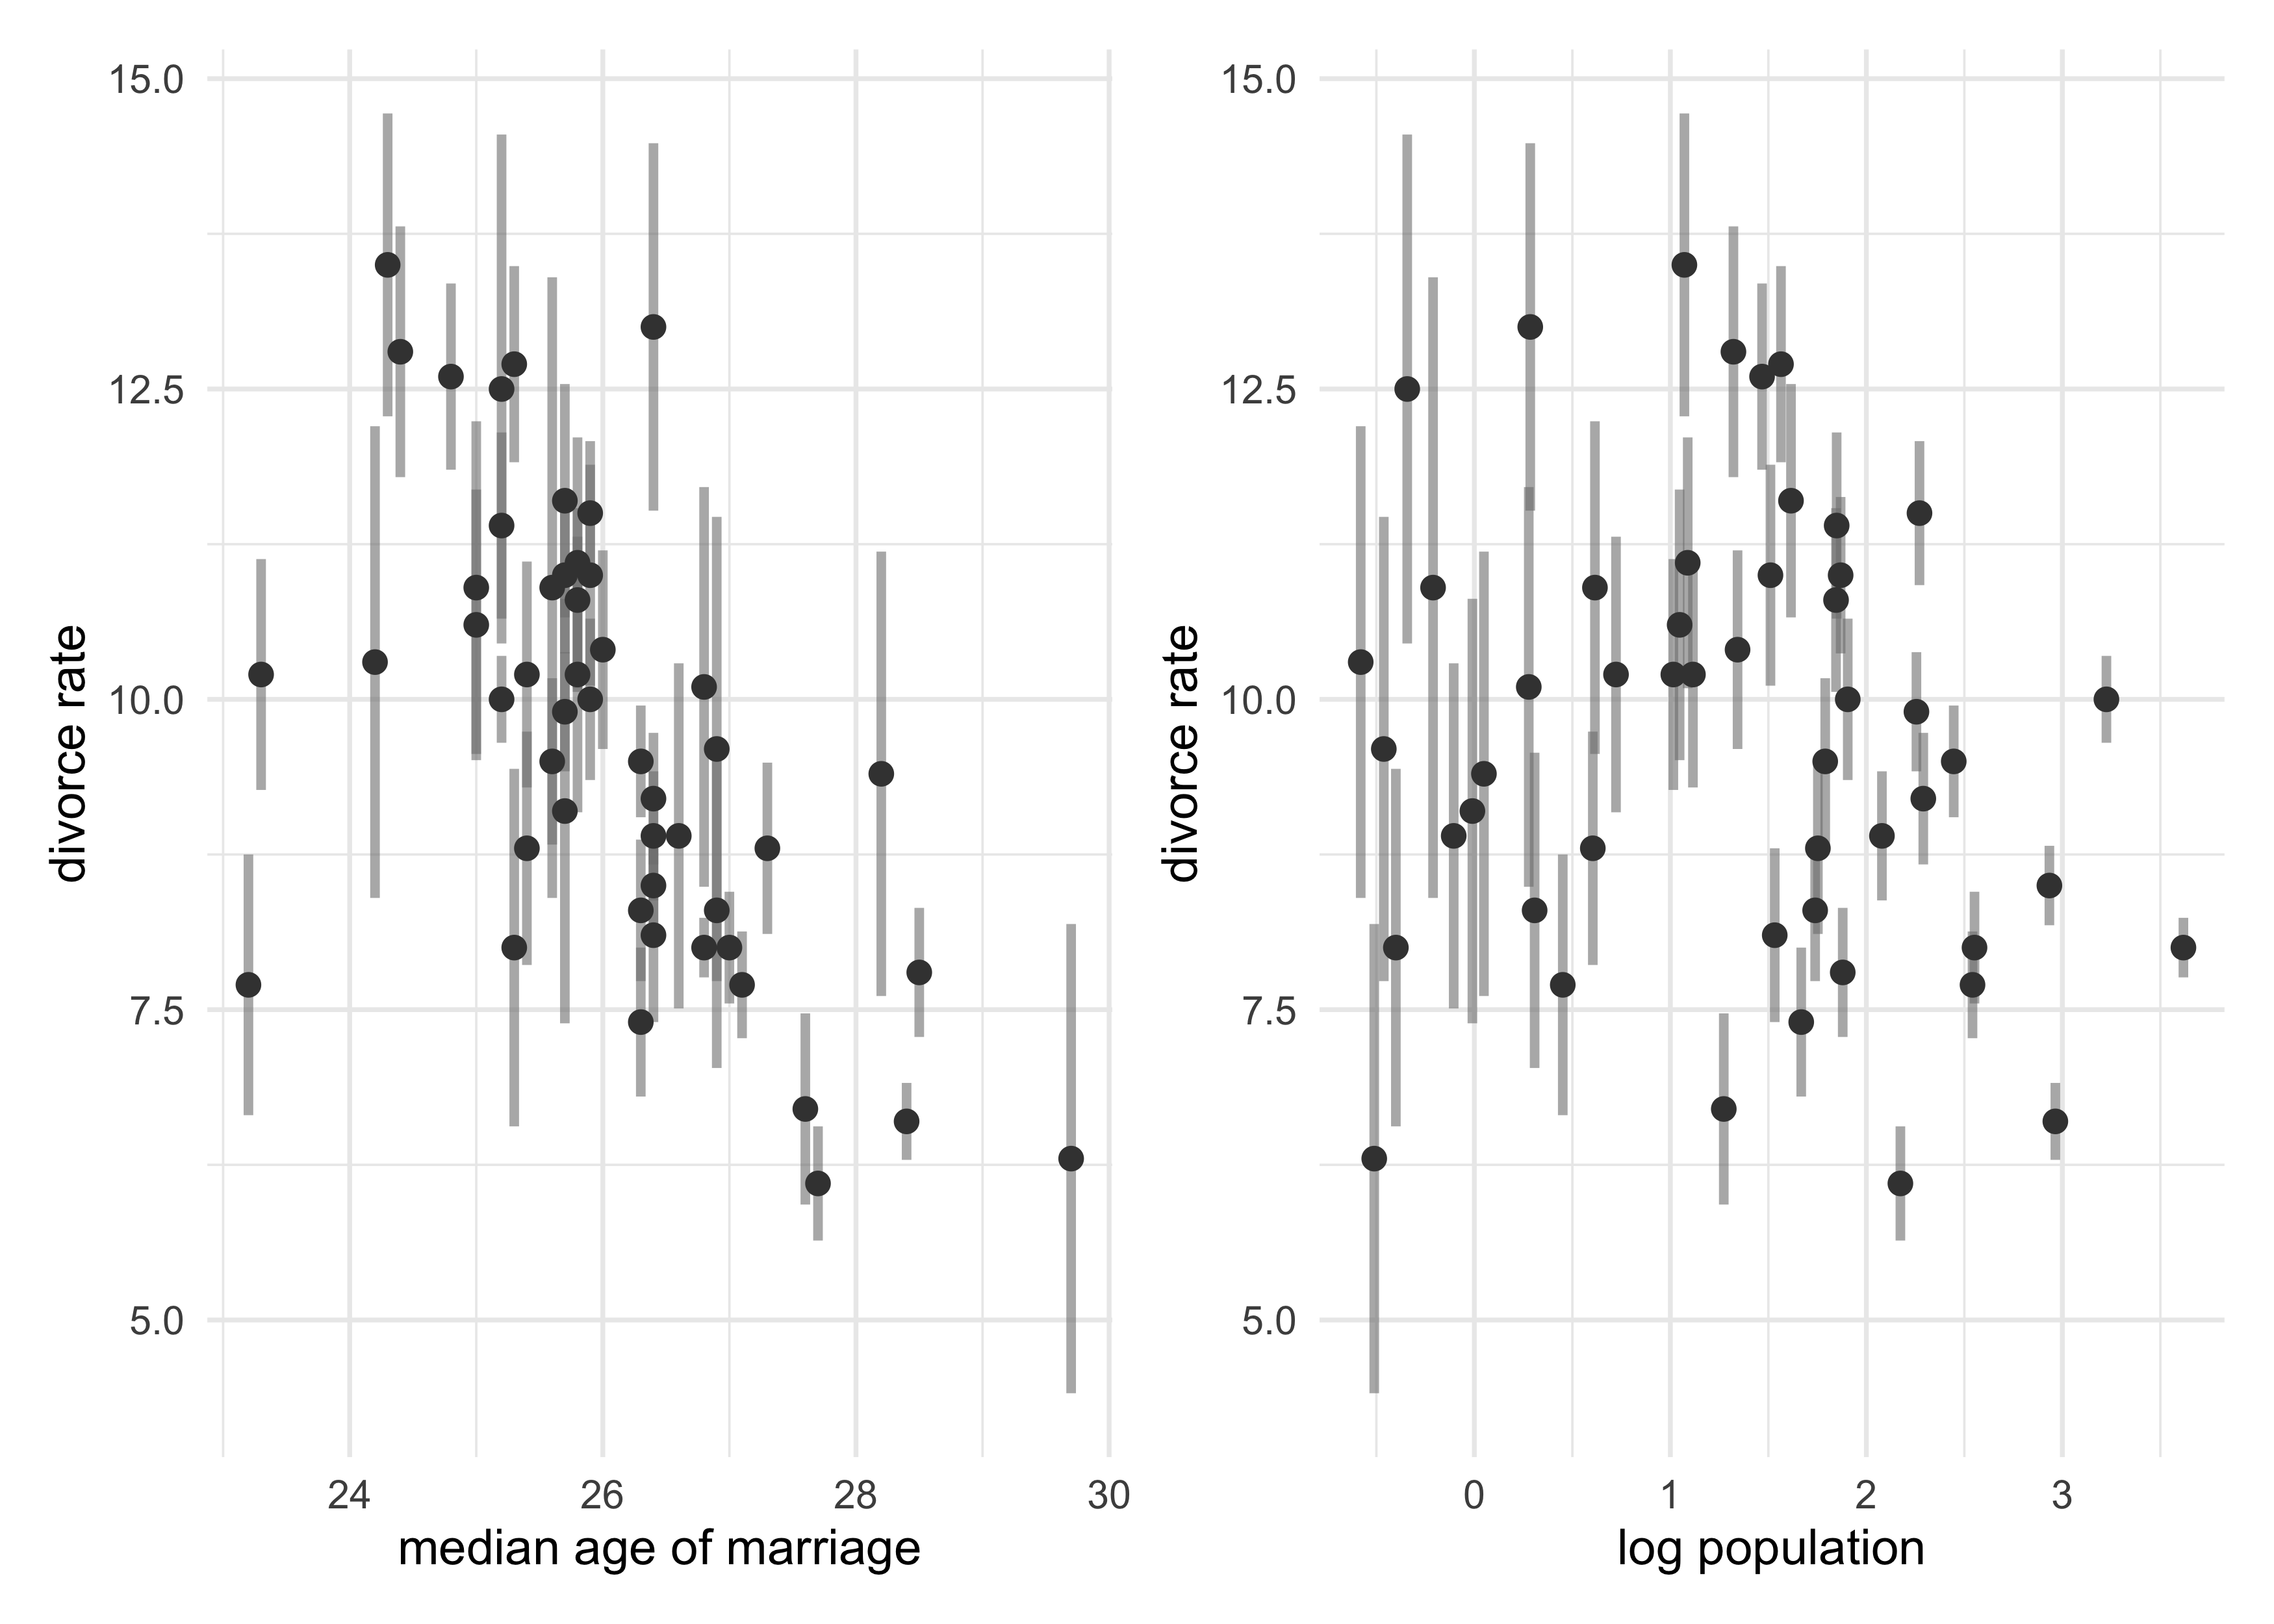 15.0
12.5
10.0
7.5
5.0
divorce rate
24 26 28 30
median age of marriage
15.0
12.5
10.0
7.5
5.0
divorce rate
0 1 2 3
log population